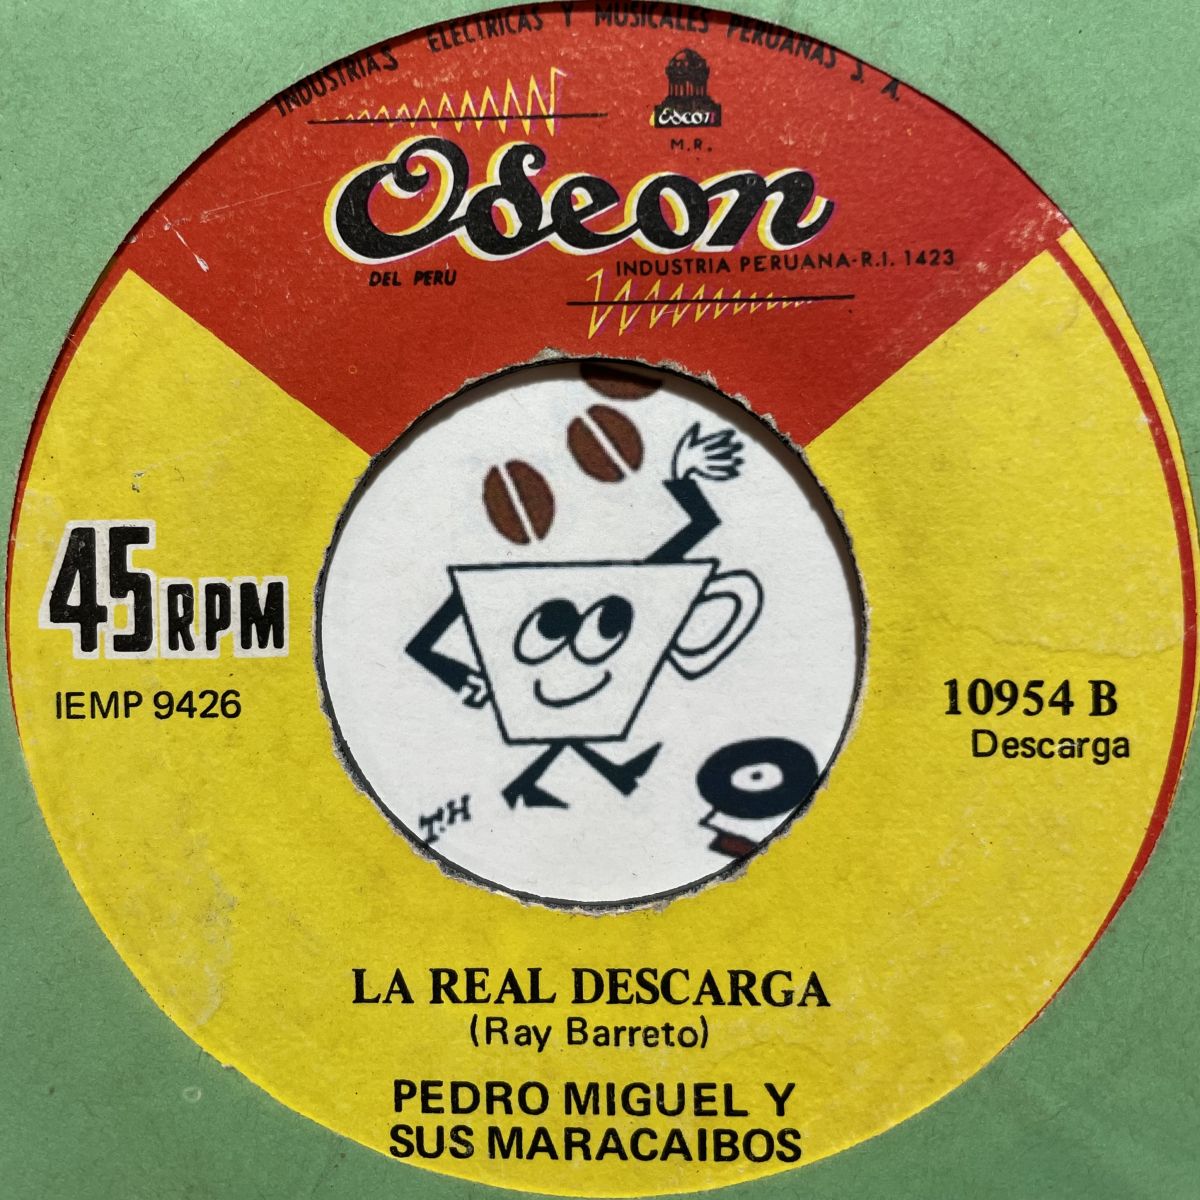 INDUSTRIAS ELECTRICAS Y MUSICALES PERUANAS S. A.
Odeon
M.R.
Odeon
DEL PERU
INDUSTRIA PERUANA-R.I. 1423
45 RPM
IEMP 9426
10954 B
Descarga
T.H
LA REAL DESCARGA
(Ray Barreto)
PEDRO MIGUEL Y
SUS MARACAIBOS